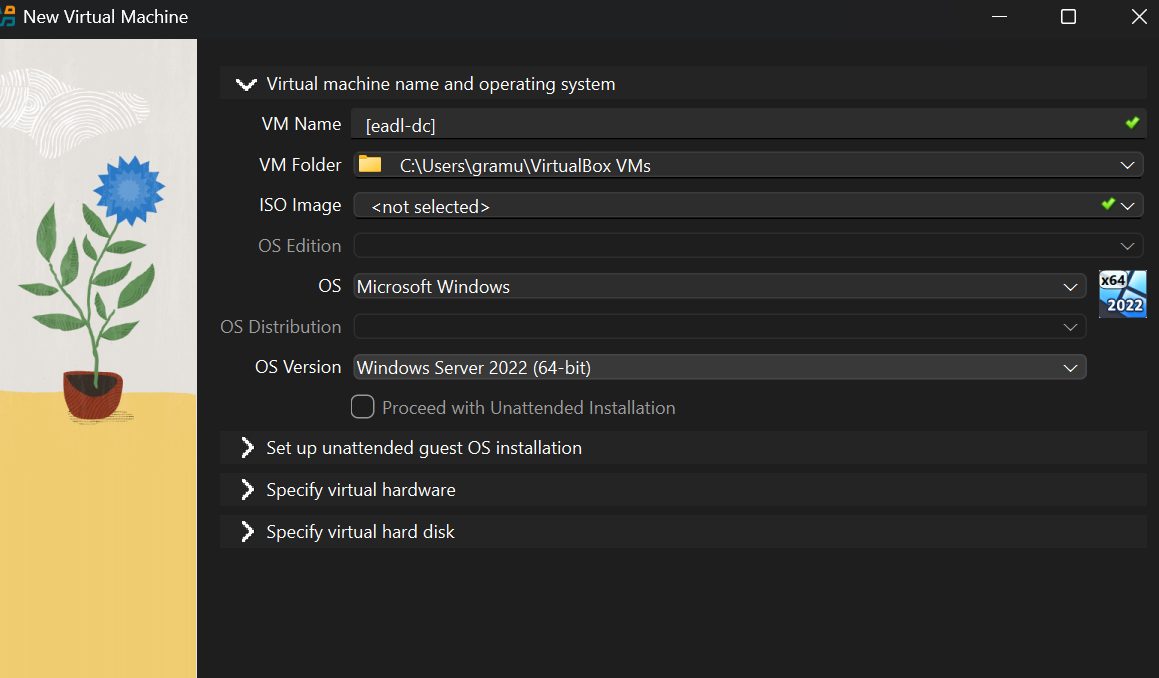 New Virtual Machine
Virtual machine name and operating system
VM Name [eadl-dc]
VM Folder C:\Users\gramu\VirtualBox VMs
ISO Image <not selected>
OS Edition
OS Microsoft Windows
x64
2022
OS Distribution
OS Version Windows Server 2022 (64-bit)
Proceed with Unattended Installation
Set up unattended guest OS installation
Specify virtual hardware
Specify virtual hard disk